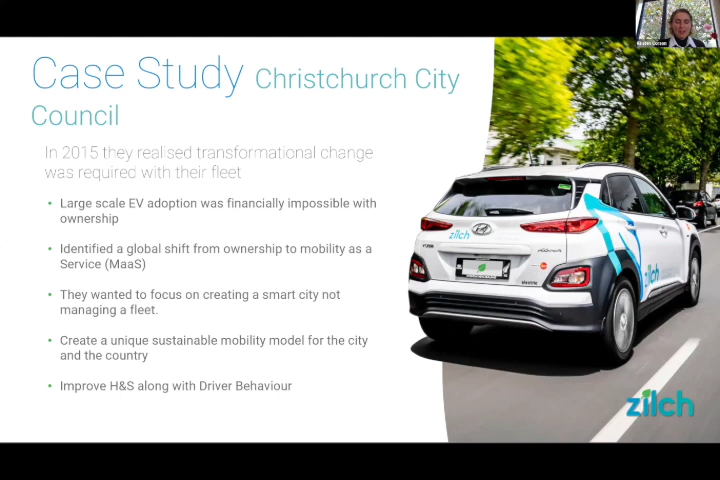 Case Study Christchurch City
Council
In 2015 they realised transformational change
was required with their fleet
• Large scale EV adoption was financially impossible with
ownership
• Identified a global shift from ownership to mobility as a
Service (MaaS)
• They wanted to focus on creating a smart city not
managing a fleet.
• Create a unique sustainable mobility model for the city
and the country
• Improve H&S along with Driver Behaviour
zilch
electric
zilch
zilch